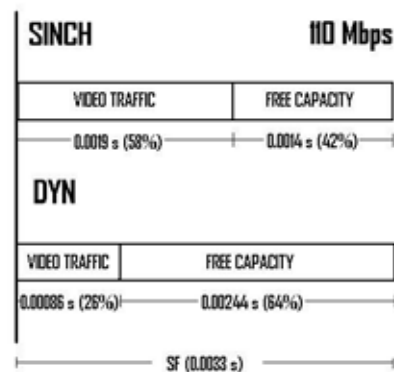 SINCH 110 Mbps
VIDEO TRAFFIC FREE CAPACITY
0.0019 s (58%) 0.0014 s (42%)
DYN
VIDEO TRAFFIC FREE CAPACITY
0.00086 s (26%) 0.00244 s (64%)
SF (0.0033 s)